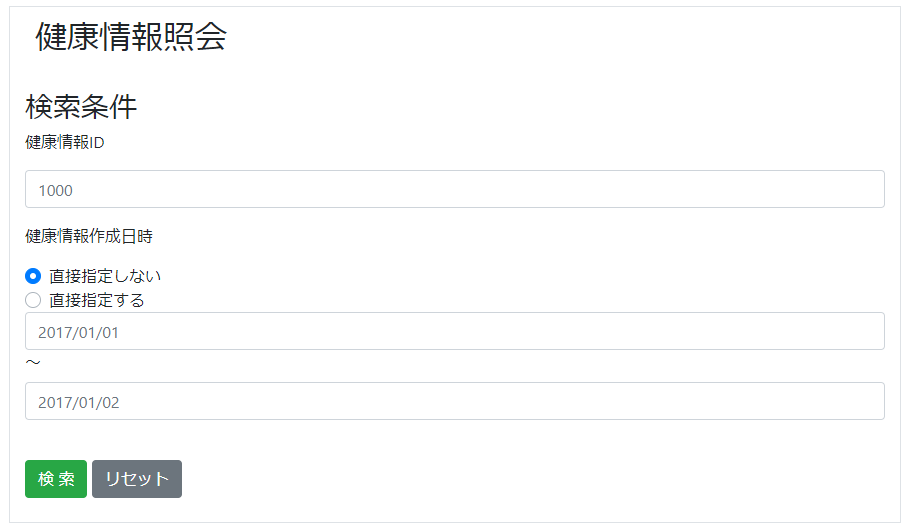 健康情報照会
検索条件
健康情報ID
1000
健康情報作成日時
直接指定しない
直接指定する
2017/01/01
～
2017/01/02
検 索 リセット